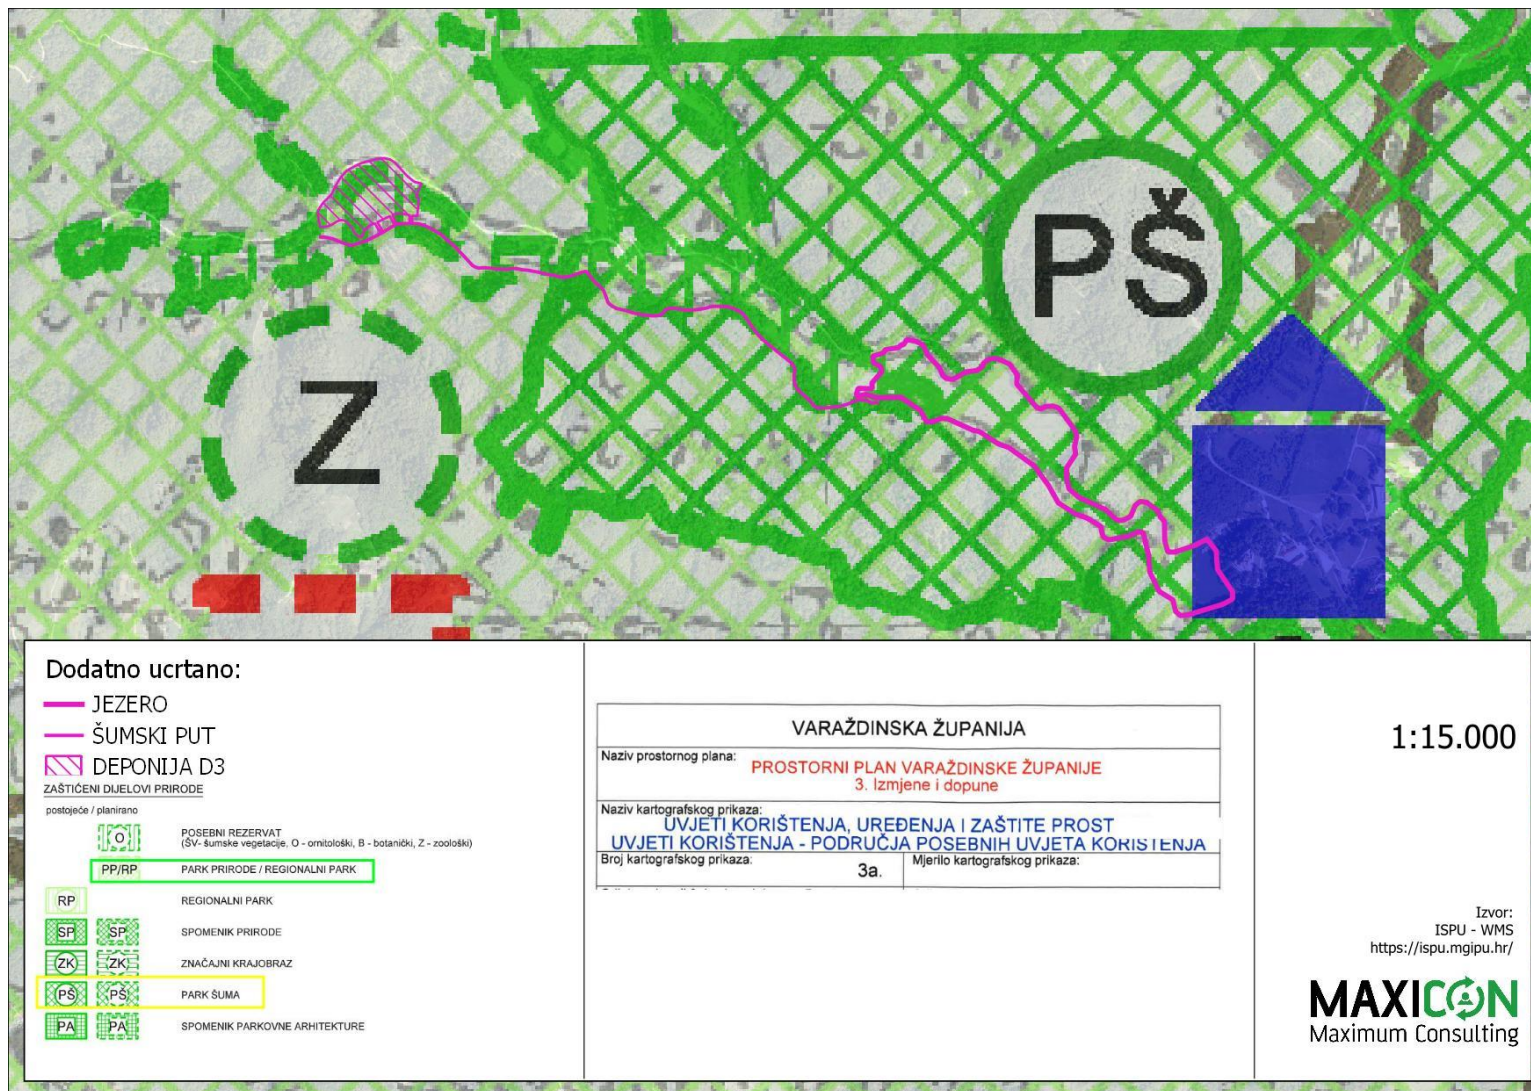 Z
PŠ
Dodatno ucrtano:
JEZERO
ŠUMSKI PUT
DEPONIJA D3
ZAŠTIĆENI DIJELOVI PRIRODE
postojeće / planirano
O
POSEBNI REZERVAT
(ŠV- šumske vegetacije, O - ornitološki, B - botanički, Z - zoološki)
PP/RP
PARK PRIRODE / REGIONALNI PARK
RP
REGIONALNI PARK
SP SP
SPOMENIK PRIRODE
ZK ZK
ZNAČAJNI KRAJOBRAZ
PŠ PŠ
PARK ŠUMA
PA PA
SPOMENIK PARKOVNE ARHITEKTURE
VARAŽDINSKA ŽUPANIJA
Naziv prostornog plana:
PROSTORNI PLAN VARAŽDINSKE ŽUPANIJE
3. Izmjene i dopune
Naziv kartografskog prikaza:
UVJETI KORIŠTENJA, UREĐENJA I ZAŠTITE PROST
UVJETI KORIŠTENJA - PODRUČJA POSEBNIH UVJETA KORIŠTENJA
Broj kartografskog prikaza:
3a.
Mjerilo kartografskog prikaza:
1:15.000
Izvor:
ISPU - WMS
https://ispu.mgipu.hr/
MAXICON
Maximum Consulting